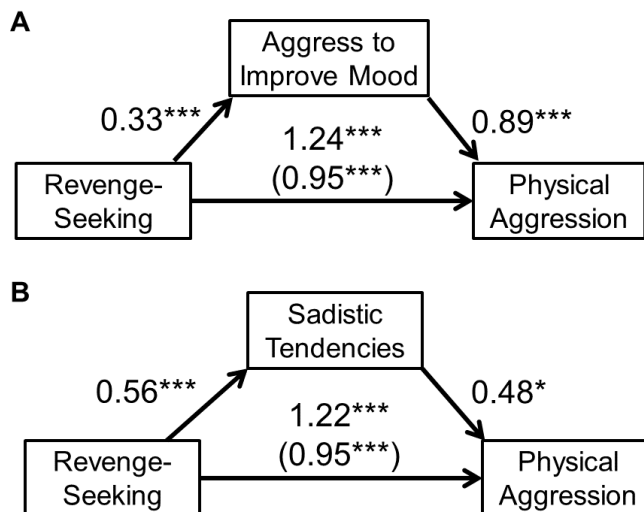 A
Aggress to
Improve Mood
0.33***
0.89***
1.24***
(0.95***)
Revenge-
Seeking
Physical
Aggression
B
Sadistic
Tendencies
0.56***
0.48*
1.22***
(0.95***)
Revenge-
Seeking
Physical
Aggression